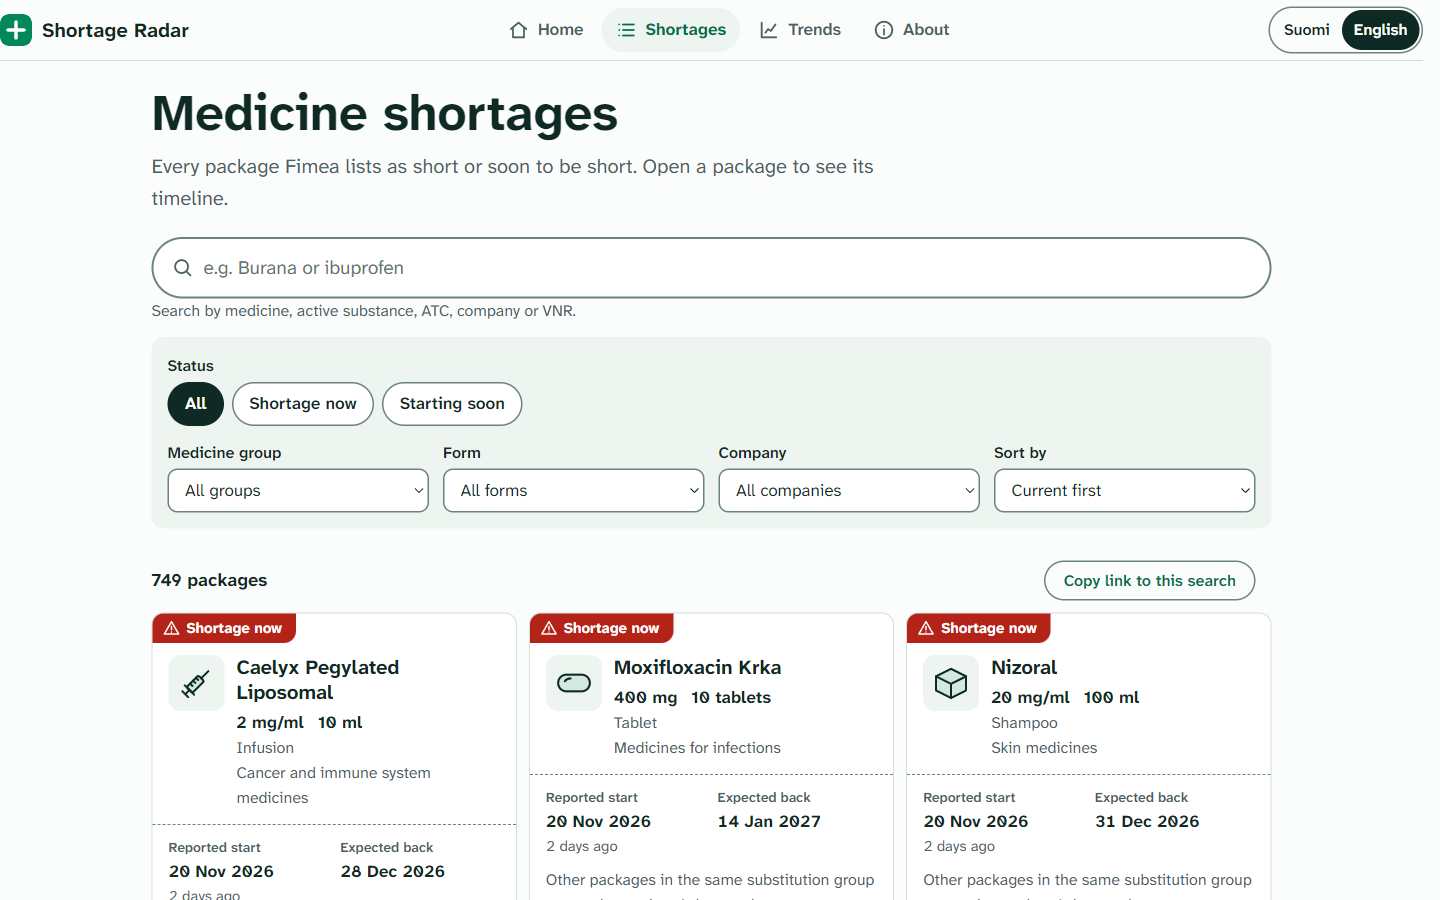 Shortage Radar
Home
Shortages
Trends
About
Suomi
English
Medicine shortages
Every package Fimea lists as short or soon to be short. Open a package to see its
timeline.
e.g. Burana or ibuprofen
Search by medicine, active substance, ATC, company or VNR.
Status
All
Shortage now
Starting soon
Medicine group
Form
Company
Sort by
All groups
All forms
All companies
Current first
749 packages
Copy link to this search
Shortage now
Caelyx Pegylated
Liposomal
2 mg/ml 10 ml
Infusion
Cancer and immune system
medicines
Reported start
Expected back
20 Nov 2026
28 Dec 2026
2 days ago
Shortage now
Moxifloxacin Krka
400 mg 10 tablets
Tablet
Medicines for infections
Reported start
Expected back
20 Nov 2026
14 Jan 2027
2 days ago
Other packages in the same substitution group
Shortage now
Nizoral
20 mg/ml 100 ml
Shampoo
Skin medicines
Reported start
Expected back
20 Nov 2026
31 Dec 2026
2 days ago
Other packages in the same substitution group